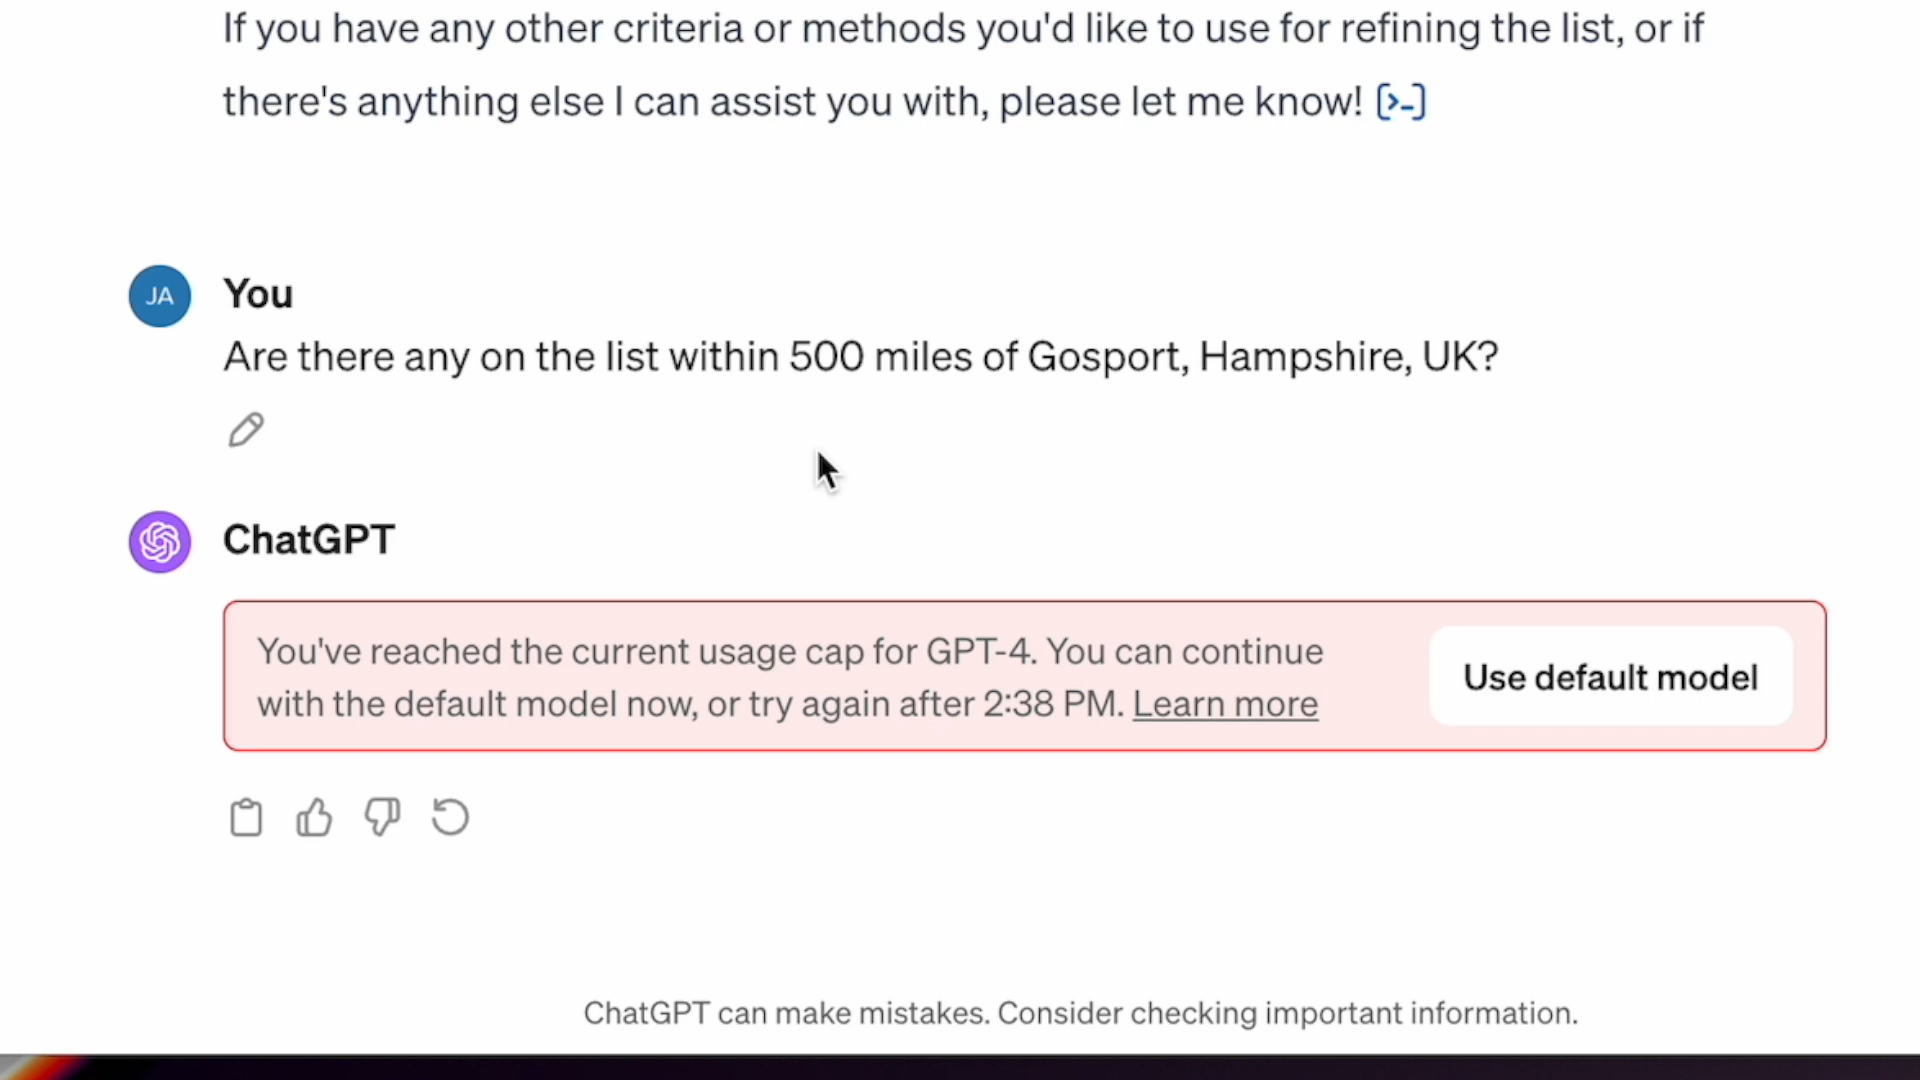 If you have any other criteria or methods you'd like to use for refining the list, or if
there's anything else I can assist you with, please let me know! [>-]
JA
You
Are there any on the list within 500 miles of Gosport, Hampshire, UK?
ChatGPT
You've reached the current usage cap for GPT-4. You can continue
with the default model now, or try again after 2:38 PM. Learn more
Use default model
ChatGPT can make mistakes. Consider checking important information.